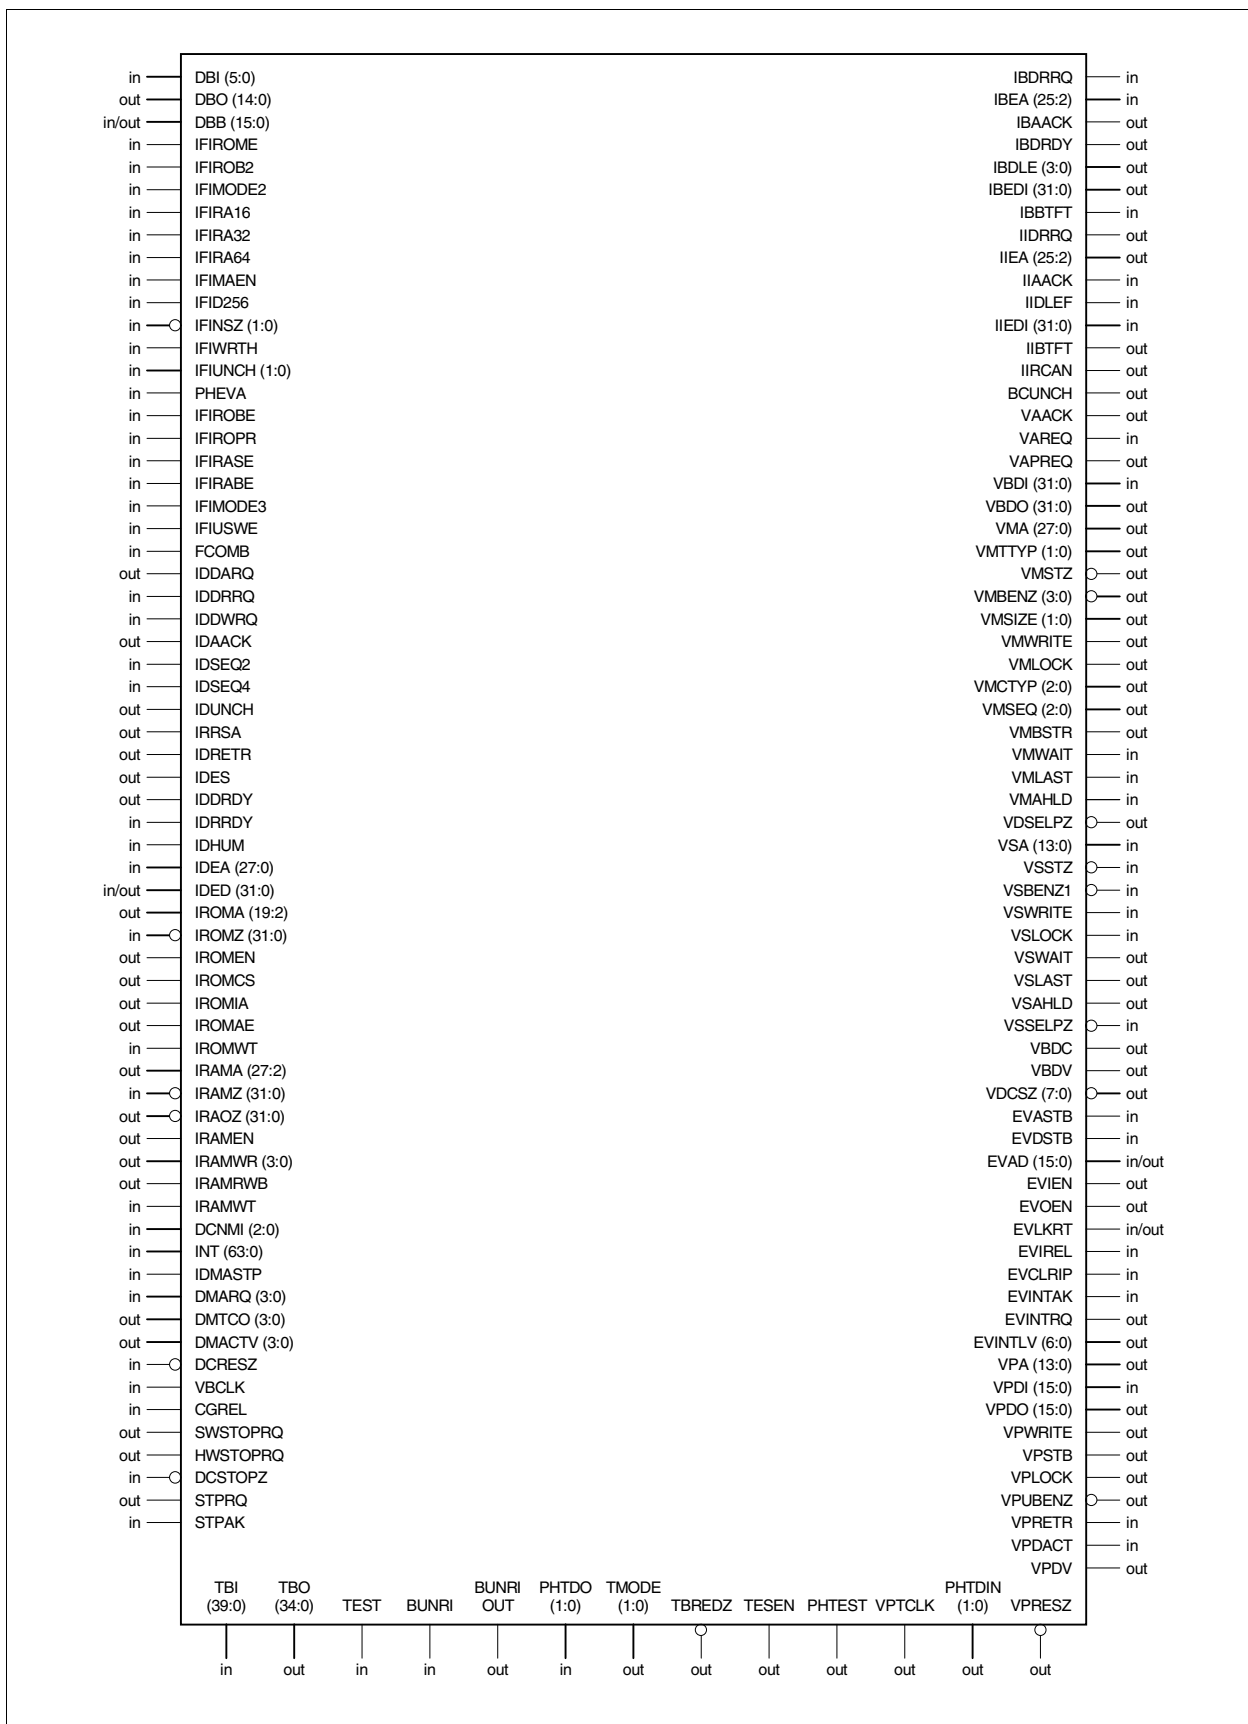 in DBI (5:0) IBDRRQ in
out DBO (14:0) IBEA (25:2) in
in/out DBB (15:0) IBAACK out
in IFIROME IBDRDY out
in IFIROB2 IBDLE (3:0) out
in IFIMODE2 IBEDI (31:0) out
in IFIRA16 IBBTFT in
in IFIRA32 IIDRRQ out
in IFIRA64 IIEA (25:2) out
in IFIMAEN IIAACK in
in IFID256 IIDLEF in
in IFINSZ (1:0) IIEDI (31:0) in
in IFIWRTH IIBTFT out
in IFIUNCH (1:0) IIRCAN out
in PHEVA BCUNCH out
in IFIROBE VAACK out
in IFIROPR VAREQ in
in IFIRASE VAPREQ out
in IFIRABE VBDI (31:0) in
in IFIMODE3 VBDO (31:0) out
in IFIUSWE VMA (27:0) out
in FCOMB VMTTYP (1:0) out
out IDDARQ VMSTZ out
in IDDRRQ VMBENZ (3:0) out
in IDDWRQ VMSIZE (1:0) out
out IDAACK VMWRITE out
in IDSEQ2 VMLOCK out
in IDSEQ4 VMCTYP (2:0) out
out IDUNCH VMSEQ (2:0) out
out IRRSA VMBSTR out
out IDRETR VMWAIT in
out IDES VMLAST in
out IDDRDY VMAHLD in
in IDRRDY VDSELPZ out
in IDHUM VSA (13:0) in
in IDEA (27:0) VSSTZ in
in/out IDED (31:0) VSBENZ1 in
out IROMA (19:2) VSWRITE in
in IROMZ (31:0) VSLOCK in
out IROMEN VSWAIT out
out IROMCS VSLAST out
out IROMIA VSAHLD out
out IROMAE VSSELPZ in
in IROMWT VBDC out
out IRAMA (27:2) VBDV out
in IRAMZ (31:0) VDCSZ (7:0) out
out IRAOZ (31:0) EVASTB in
out IRAMEN EVDSTB in
out IRAMWR (3:0) EVAD (15:0) in/out
out IRAMRWB EVIEN out
in IRAMWT EVOEN out
in DCNMI (2:0) EVLKRT in/out
in INT (63:0) EVIREL in
in IDMASTP EVCLRIP in
in DMARQ (3:0) EVINTAK in
out DMTCO (3:0) EVINTRQ out
out DMACTV (3:0) EVINTLV (6:0) out
in DCRESZ VPA (13:0) out
in VBCLK VPDI (15:0) in
in CGREL VPDO (15:0) out
out SWSTOPRQ VPWRITE out
out HWSTOPRQ VPSTB out
in DCSTOPZ VPLOCK out
out STPRQ VPUBENZ out
in STPAK VPRETR in
VPDACT in
VPDV out
TBI TBO BUNRI PHTDO TMODE PHTDIN
(39:0) (34:0) TEST BUNRI OUT (1:0) (1:0) TBREDZ TESEN PHTEST VPTCLK (1:0) VPRESZ
in out in in out in out out out out out out out